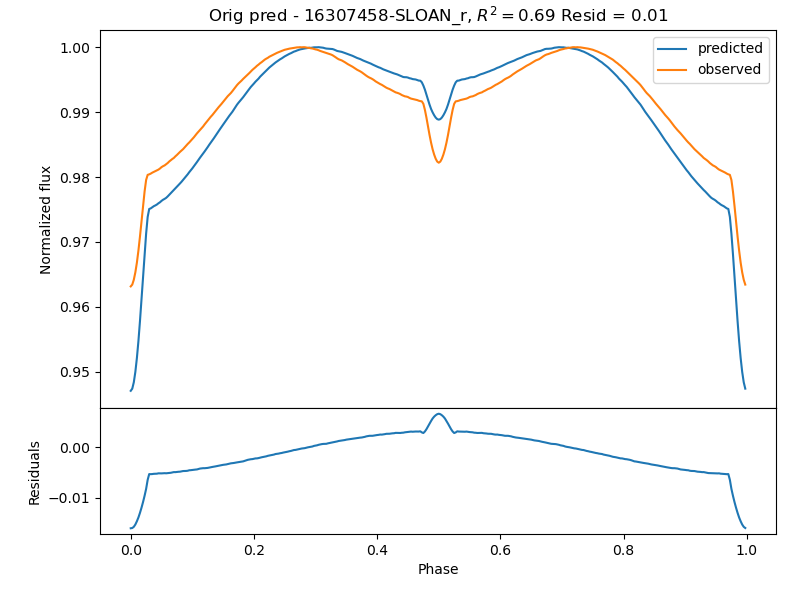 Orig pred - 16307458-SLOAN_r, R² = 0.69 Resid = 0.01
predicted
observed
Normalized flux
1.00
0.99
0.98
0.97
0.96
0.95
Residuals
0.00
−0.01
0.0 0.2 0.4 0.6 0.8 1.0
Phase